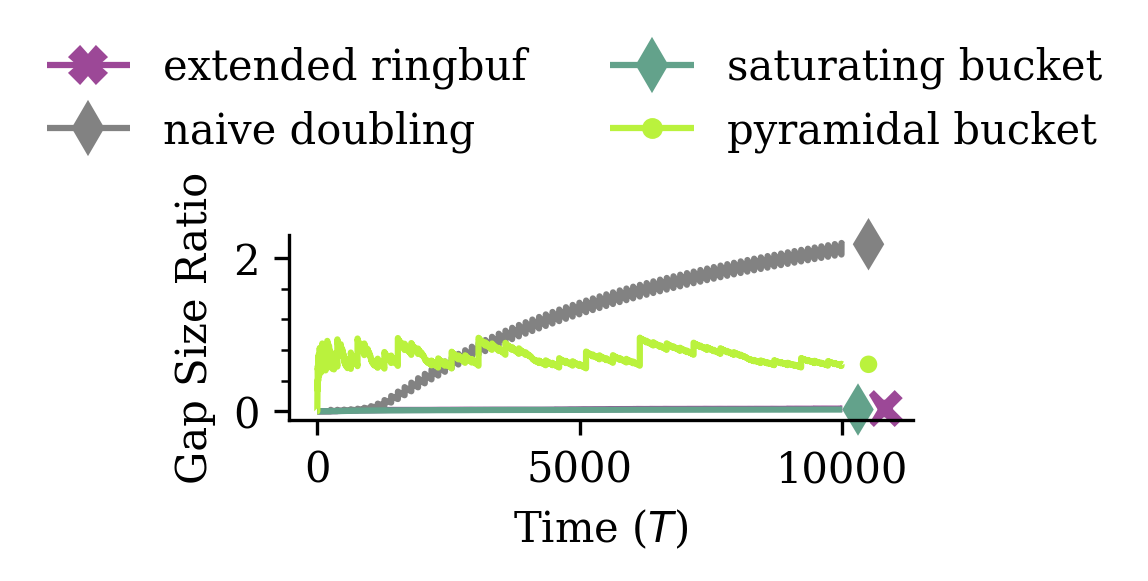 extended ringbuf
saturating bucket
naive doubling
pyramidal bucket
Gap Size Ratio
2
0
0
5000
10000
Time (T)